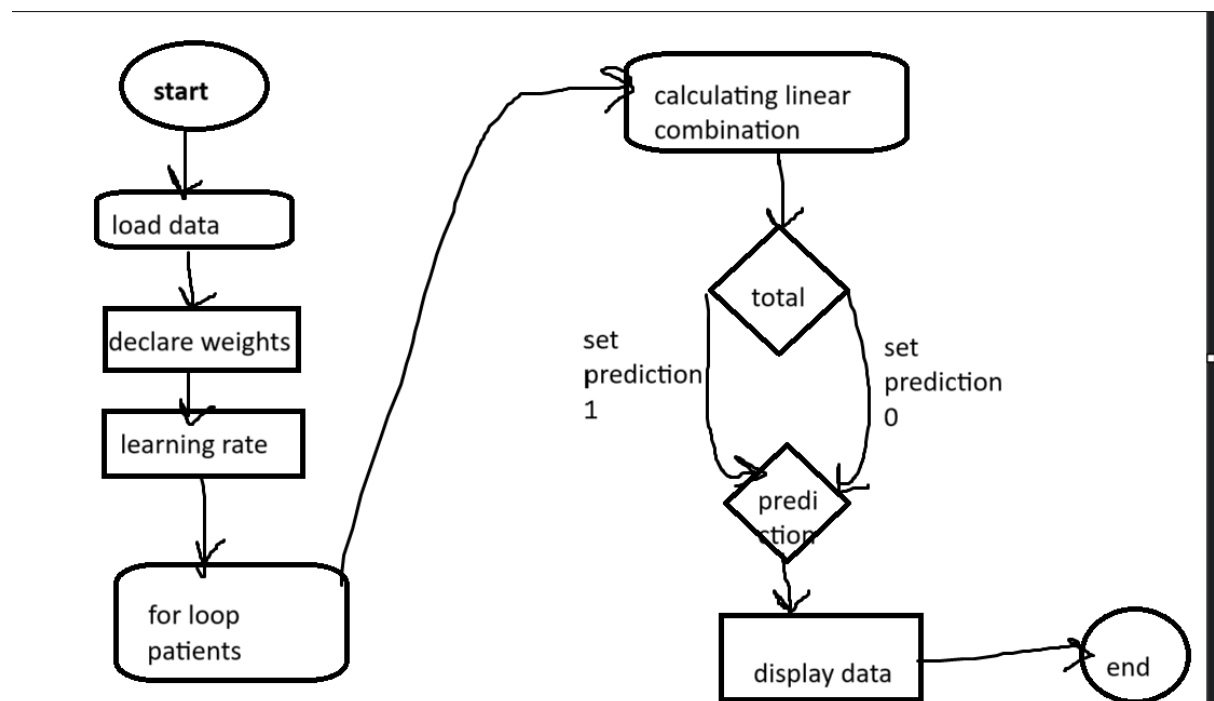 start
load data
declare weights
learning rate
for loop
patients
calculating linear
combination
total
set
prediction
1
set
prediction
0
predi
ction
display data
end